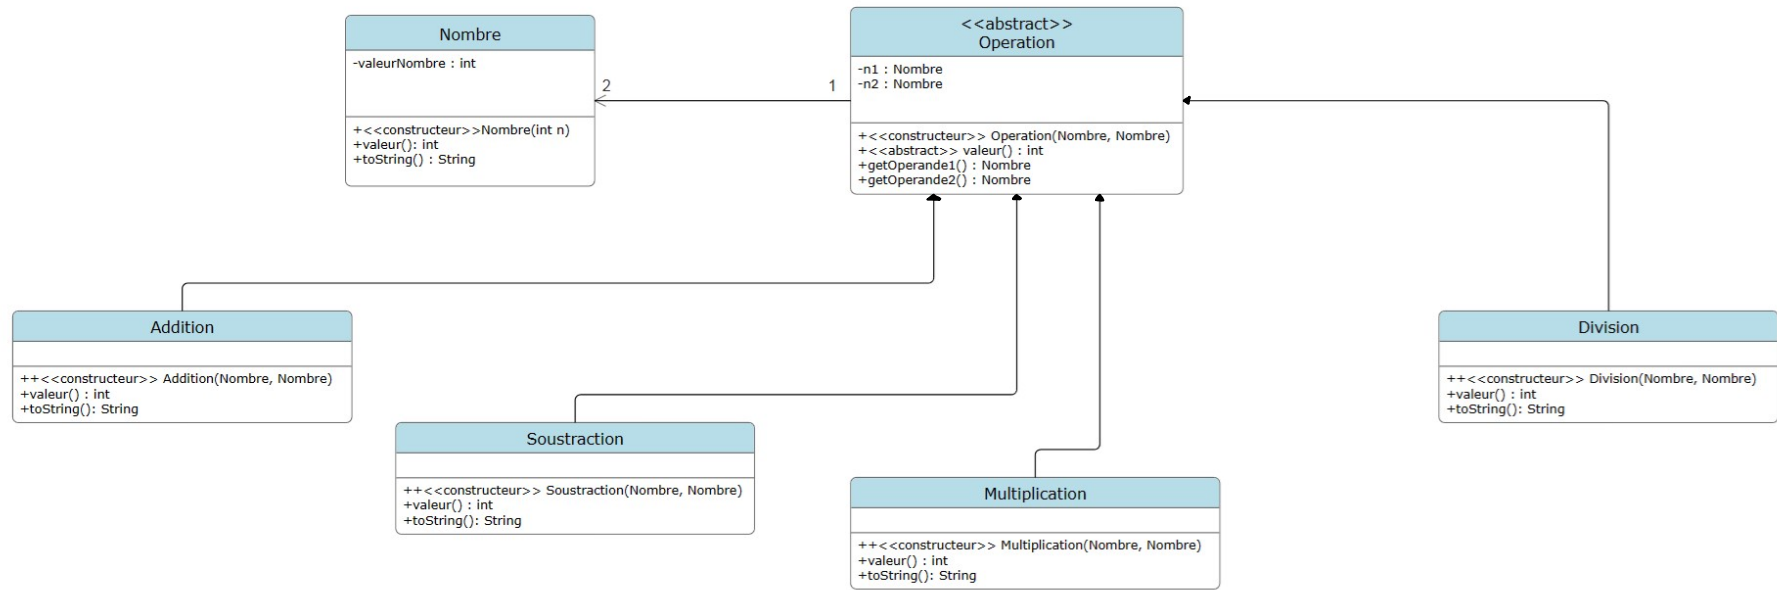 Nombre
-valeurNombre : int
+<<constructeur>>Nombre(int n)
+valeur(): int
+toString() : String
2
1
<<abstract>>
Operation
-n1 : Nombre
-n2 : Nombre
+<<constructeur>> Operation(Nombre, Nombre)
+<<abstract>> valeur() : int
+getOperande1() : Nombre
+getOperande2() : Nombre
Addition
++<<constructeur>> Addition(Nombre, Nombre)
+valeur() : int
+toString(): String
Soustraction
++<<constructeur>> Soustraction(Nombre, Nombre)
+valeur() : int
+toString(): String
Multiplication
++<<constructeur>> Multiplication(Nombre, Nombre)
+valeur() : int
+toString(): String
Division
++<<constructeur>> Division(Nombre, Nombre)
+valeur() : int
+toString(): String